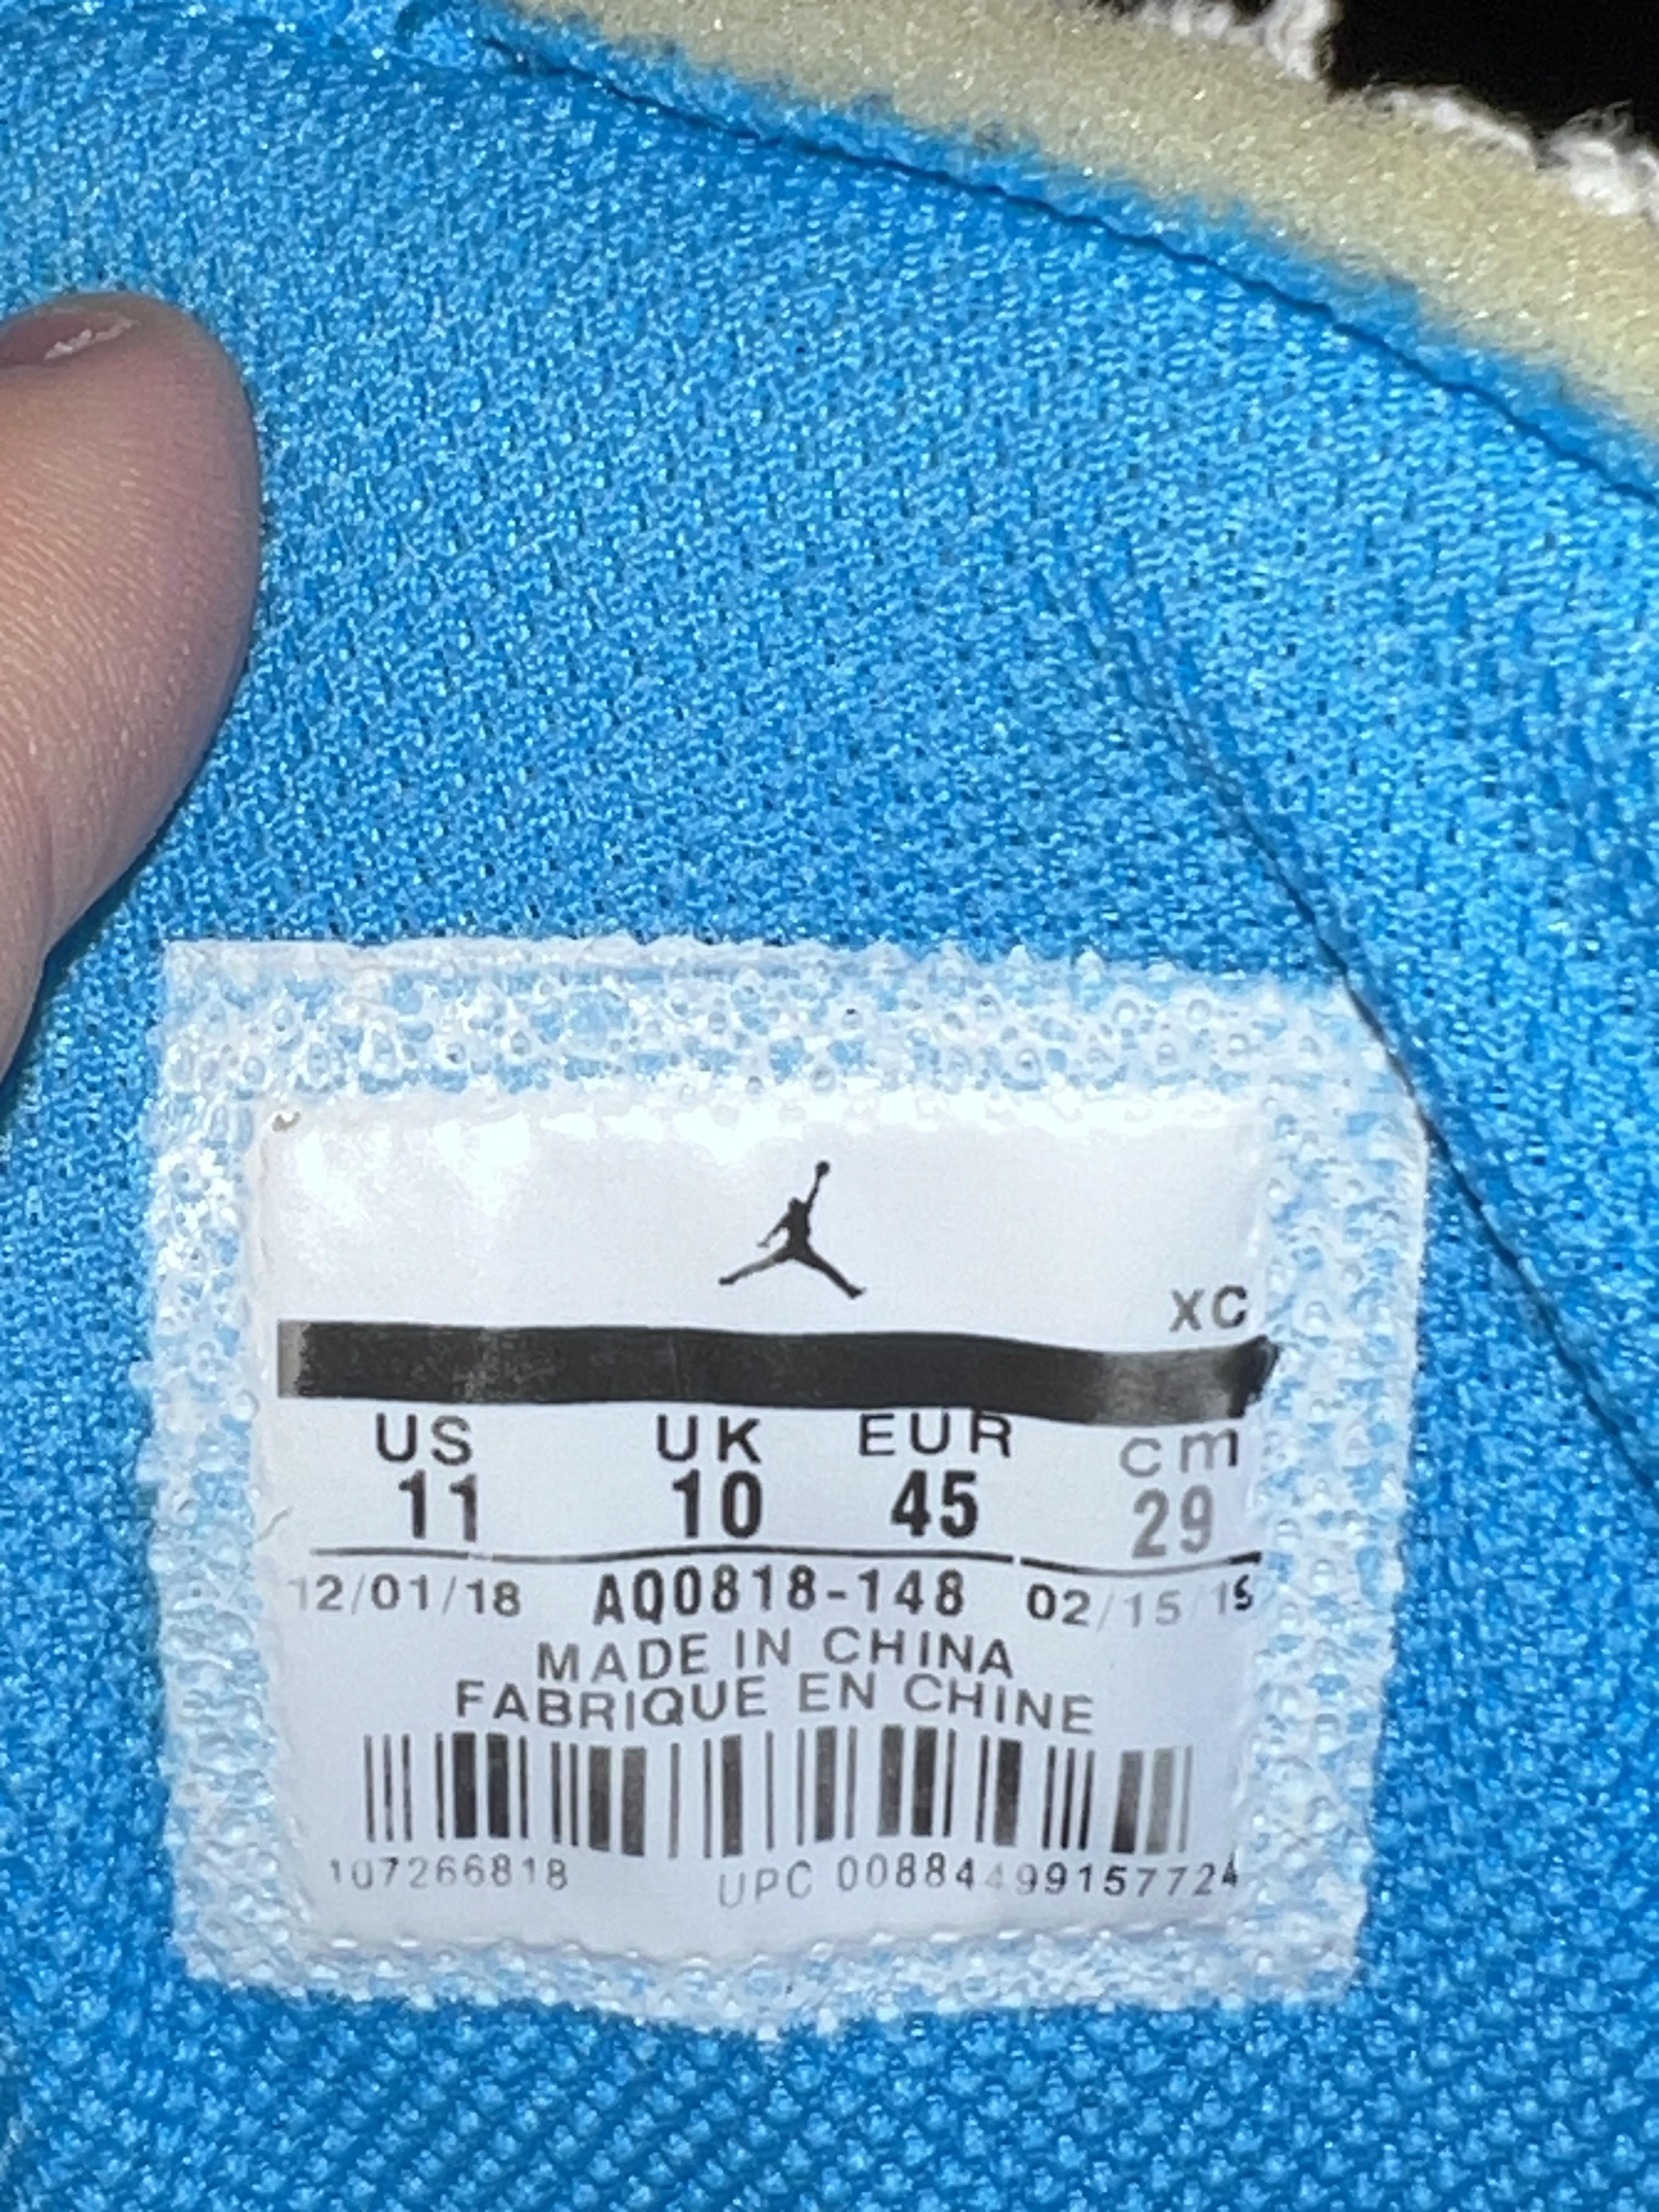 XC
US UK EUR cm
11 10 45 29
12/01/18 AQ0818-148 02/15/19
MADE IN CHINA
FABRIQUE EN CHINE
107266818 UPC 00884499157724